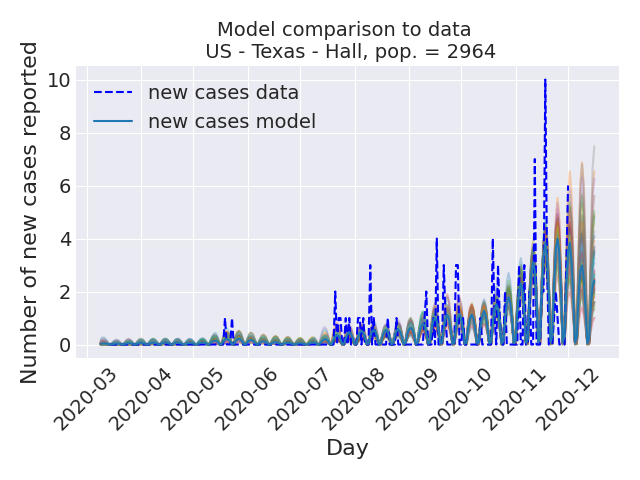 Model comparison to data
US - Texas - Hall, pop. = 2964
Number of new cases reported
10
8
6
4
2
0
new cases data
new cases model
2020-03
2020-04
2020-05
2020-06
2020-07
2020-08
2020-09
2020-10
2020-11
2020-12
Day